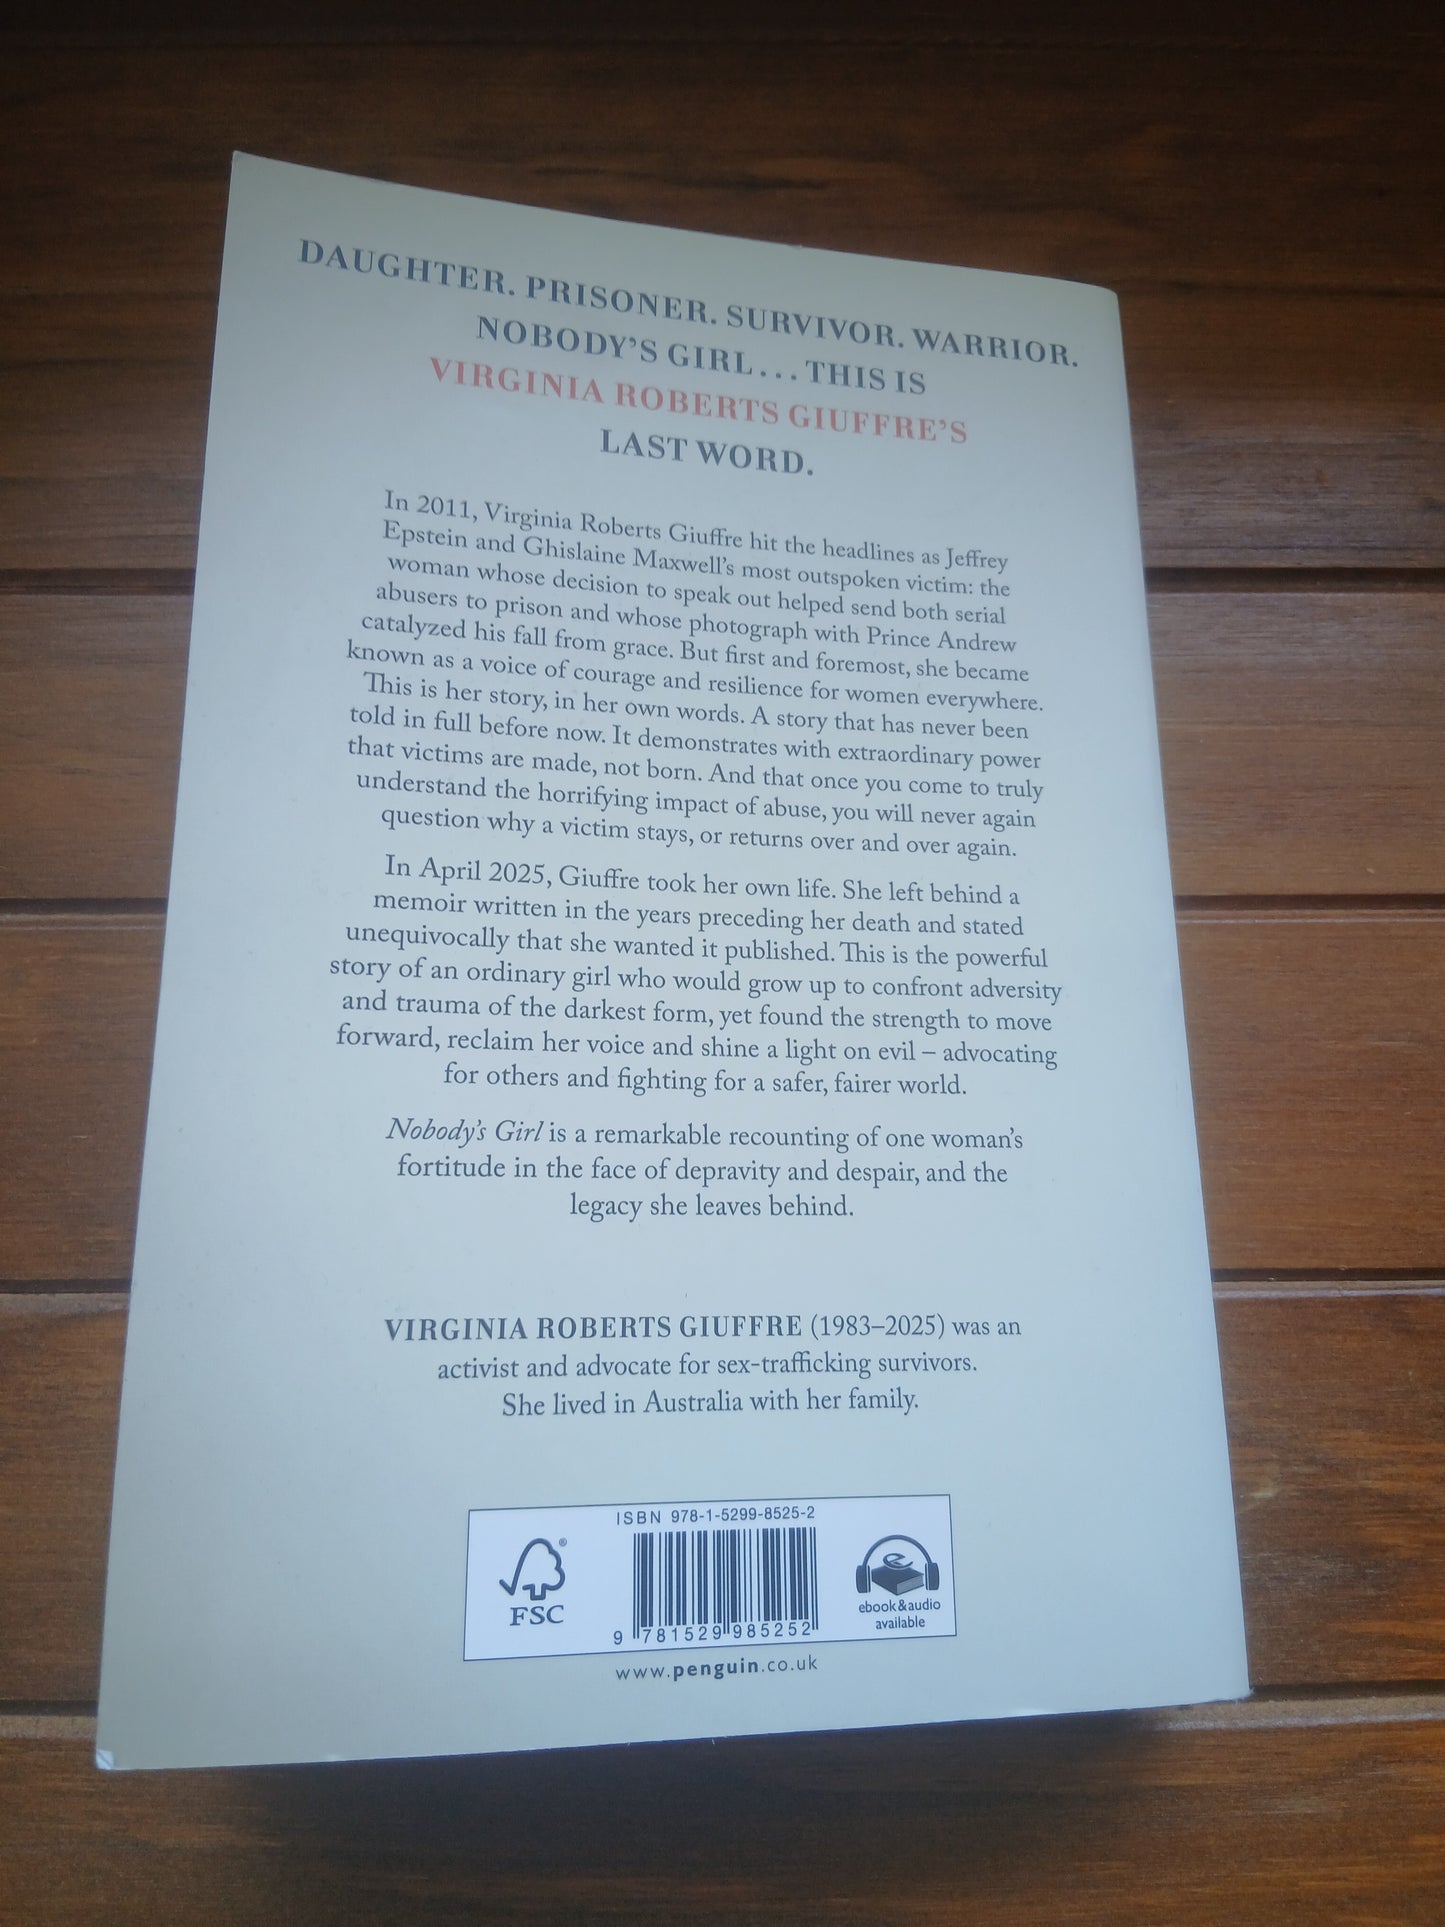 DAUGHTER. PRISONER. SURVIVOR. WARRIOR.
NOBODY’S GIRL... THIS IS
VIRGINIA ROBERTS GIUFFRE’S
LAST WORD.
In 2011, Virginia Roberts Giuffre hit the headlines as Jeffrey
Epstein and Ghislaine Maxwell’s most outspoken victim: the
woman whose decision to speak out helped send both serial
abusers to prison and whose photograph with Prince Andrew
catalyzed his fall from grace. But first and foremost, she became
known as a voice of courage and resilience for women everywhere.
This is her story, in her own words. A story that has never been
told in full before now. It demonstrates with extraordinary power
that victims are made, not born. And that once you come to truly
understand the horrifying impact of abuse, you will never again
question why a victim stays, or returns over and over again.
In April 2025, Giuffre took her own life. She left behind a
memoir written in the years preceding her death and stated
unequivocally that she wanted it published. This is the powerful
story of an ordinary girl who would grow up to confront adversity
and trauma of the darkest form, yet found the strength to move
forward, reclaim her voice and shine a light on evil – advocating
for others and fighting for a safer, fairer world.
Nobody’s Girl is a remarkable recounting of one woman’s
fortitude in the face of depravity and despair, and the
legacy she leaves behind.
VIRGINIA ROBERTS GIUFFRE (1983–2025) was an
activist and advocate for sex-trafficking survivors.
She lived in Australia with her family.
ISBN 978-1-5299-8525-2
®
FSC
9 781529 985252
e
ebook&audio
available
www.penguin.co.uk